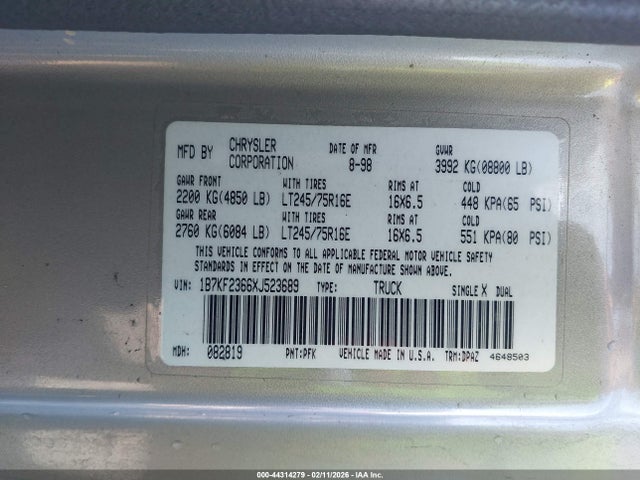 MFD BY CHRYSLER CORPORATION DATE OF MFR 8-98 GVWR 3992 KG(08800 LB)
GAWR FRONT WITH TIRES RIMS AT COLD
2200 KG(4850 LB) LT245/75R16E 16X6.5 448 KPA(65 PSI)
GAWR REAR WITH TIRES RIMS AT COLD
2760 KG(6084 LB) LT245/75R16E 16X6.5 551 KPA(80 PSI)
THIS VEHICLE CONFORMS TO ALL APPLICABLE FEDERAL MOTOR VEHICLE SAFETY
STANDARDS IN EFFECT ON THE DATE OF MANUFACTURE SHOWN ABOVE.
VIN: 1B7KF2366XJ523689 TYPE: TRUCK SINGLE X DUAL
MDH: 082819 PNT:PFK VEHICLE MADE IN U.S.A. TRM:DPAZ 4648503
000-44314279 - 02/11/2026 - IAA Inc.